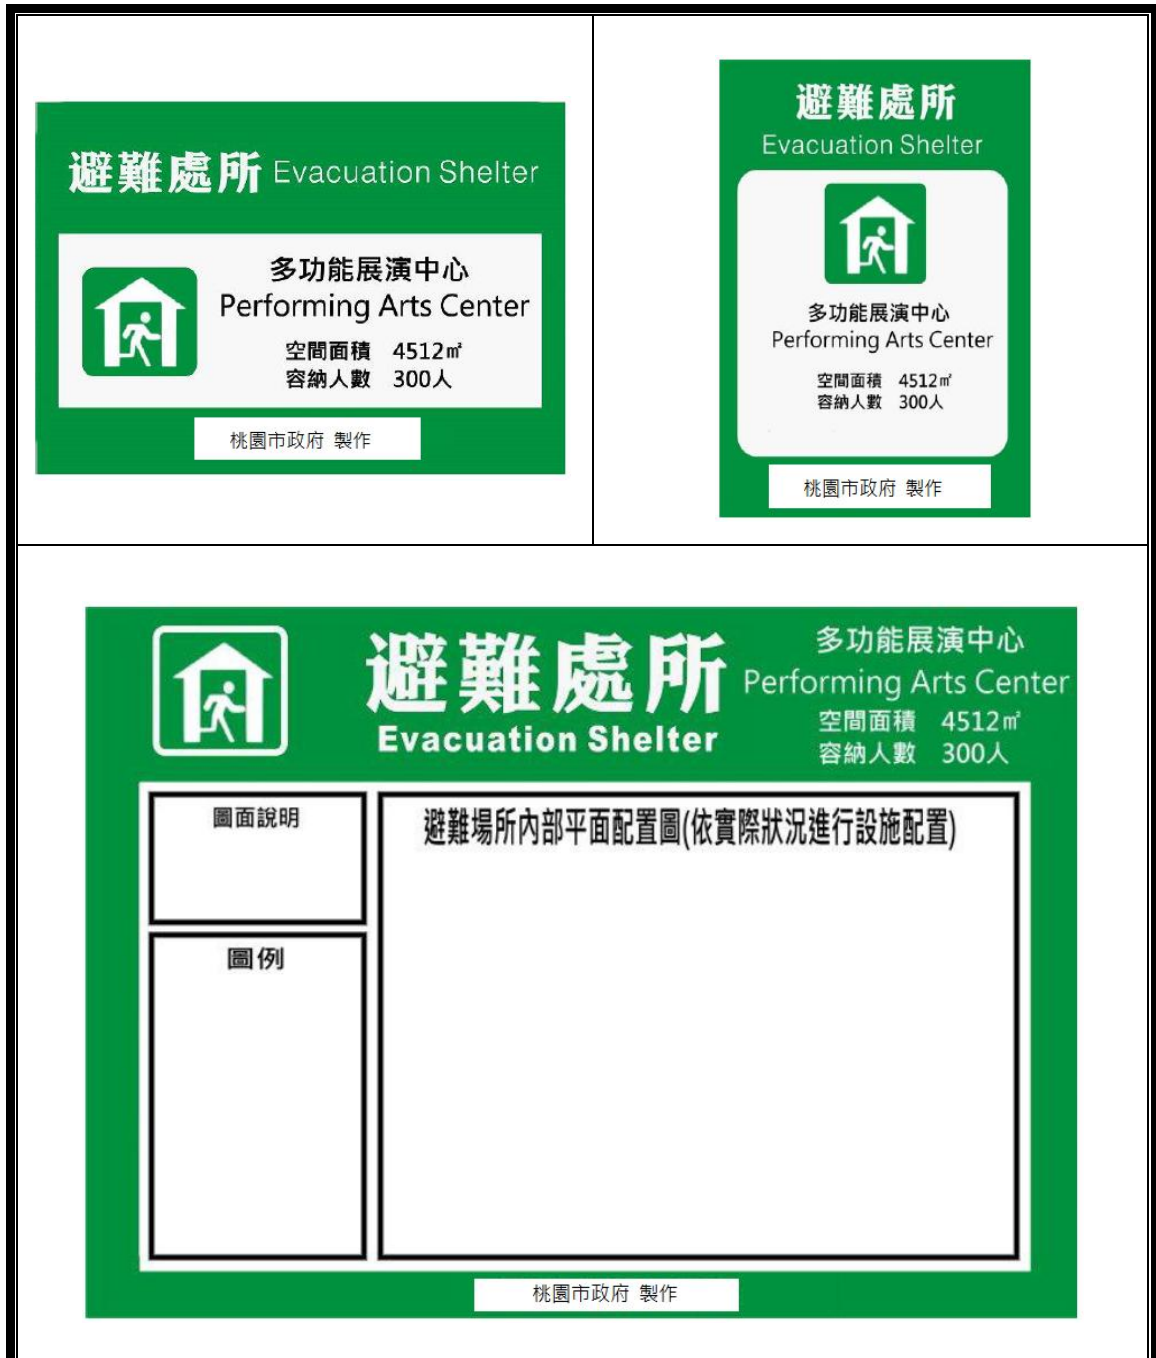 避難處所 Evacuation Shelter
多功能展演中心
Performing Arts Center
空間面積 4512㎡
容納人數 300人
桃園市政府 製作
避難處所
Evacuation Shelter
多功能展演中心
Performing Arts Center
空間面積 4512㎡
容納人數 300人
桃園市政府 製作
避難處所
Evacuation Shelter
多功能展演中心
Performing Arts Center
空間面積 4512㎡
容納人數 300人
圖面說明
圖例
避難場所內部平面配置圖(依實際狀況進行設施配置)
桃園市政府 製作